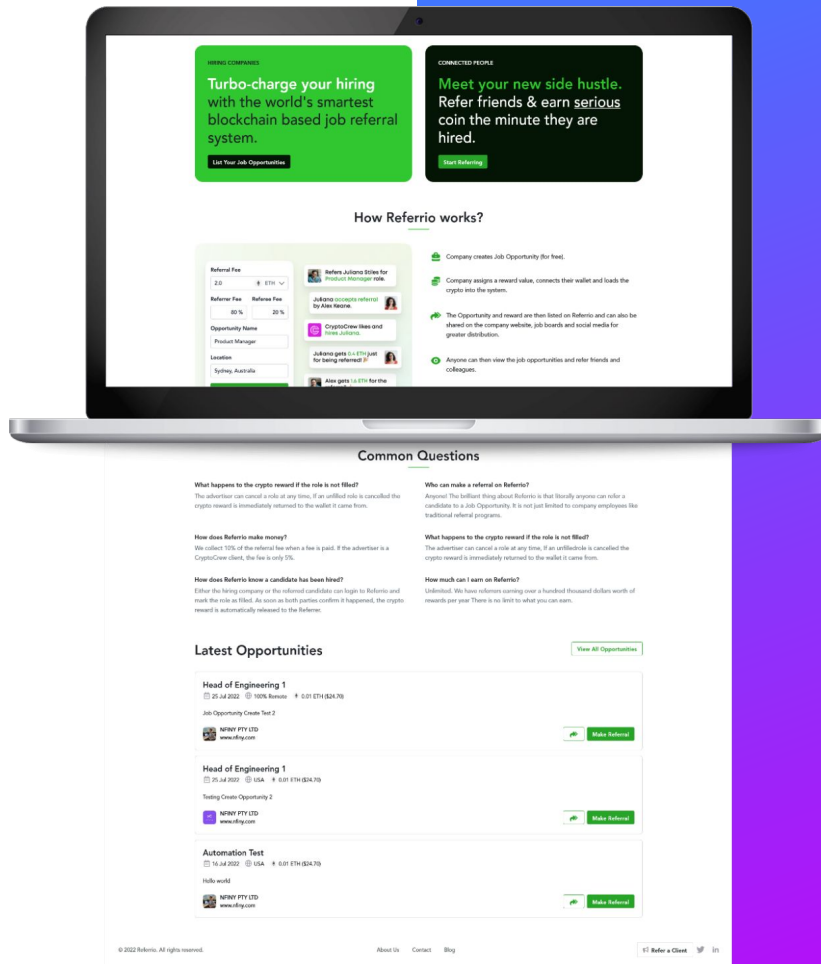 HIRING COMPANIES
Turbo-charge your hiring
with the world's smartest
blockchain based job referral
system.
List Your Job Opportunities
CONNECTED PEOPLE
Meet your new side hustle.
Refer friends & earn serious
coin the minute they are
hired.
Start Referring
How Referrio works?
Referral Fee
2.0
ETH
Referrer Fee
Referee Fee
80 %
20 %
Opportunity Name
Product Manager
Location
Sydney, Australia
Refers Juliana Stiles for
Product Manager role.
Juliana accepts referral
by Alex Keane.
CryptoCrew likes and
hires Juliana.
Juliana gets 0.4 ETH just
for being referred!
Alex gets 1.6 ETH for the
Company creates Job Opportunity (for free).
Company assigns a reward value, connects their wallet and loads the
crypto into the system.
The Opportunity and reward are then listed on Referrio and can also be
shared on the company website, job boards and social media for
greater distribution.
Anyone can then view the job opportunities and refer friends and
colleagues.
Common Questions
What happens to the crypto reward if the role is not filled?
The advertiser can cancel a role at any time, If an unfilled role is cancelled the
crypto reward is immediately returned to the wallet it came from.
Who can make a referral on Referrio?
Anyone! The brilliant thing about Referrio is that literally anyone can refer a
candidate to a Job Opportunity. It is not just limited to company employees like
traditional referral programs.
How does Referrio make money?
We collect 10% of the referral fee when a fee is paid. If the advertiser is a
CryptoCrew client, the fee is only 5%.
What happens to the crypto reward if the role is not filled?
The advertiser can cancel a role at any time, If an unfilledrole is cancelled the
crypto reward is immediately returned to the wallet it came from.
How does Referrio know a candidate has been hired?
Either the hiring company or the referred candidate can login to Referrio and
mark the role as filled. As soon as both parties confirm it happened, the crypto
reward is automatically released to the Referrer.
How much can I earn on Referrio?
Unlimited. We have referrers earning over a hundred thousand dollars worth of
rewards per year There is no limit to what you can earn.
Latest Opportunities
View All Opportunities
Head of Engineering 1
25 Jul 2022 100% Remote 0.01 ETH ($24.70)
Job Opportunity Create Test 2
NFINY PTY LTD
www.nfiny.com
Make Referral
Head of Engineering 1
25 Jul 2022 USA 0.01 ETH ($24.70)
Testing Create Opportunity 2
NFINY PTY LTD
www.nfiny.com
Make Referral
Automation Test
16 Jul 2022 USA 0.01 ETH ($24.70)
Hello world
NFINY PTY LTD
www.nfiny.com
Make Referral
© 2022 Referrio. All rights reserved.
About Us Contact Blog
Refer a Client